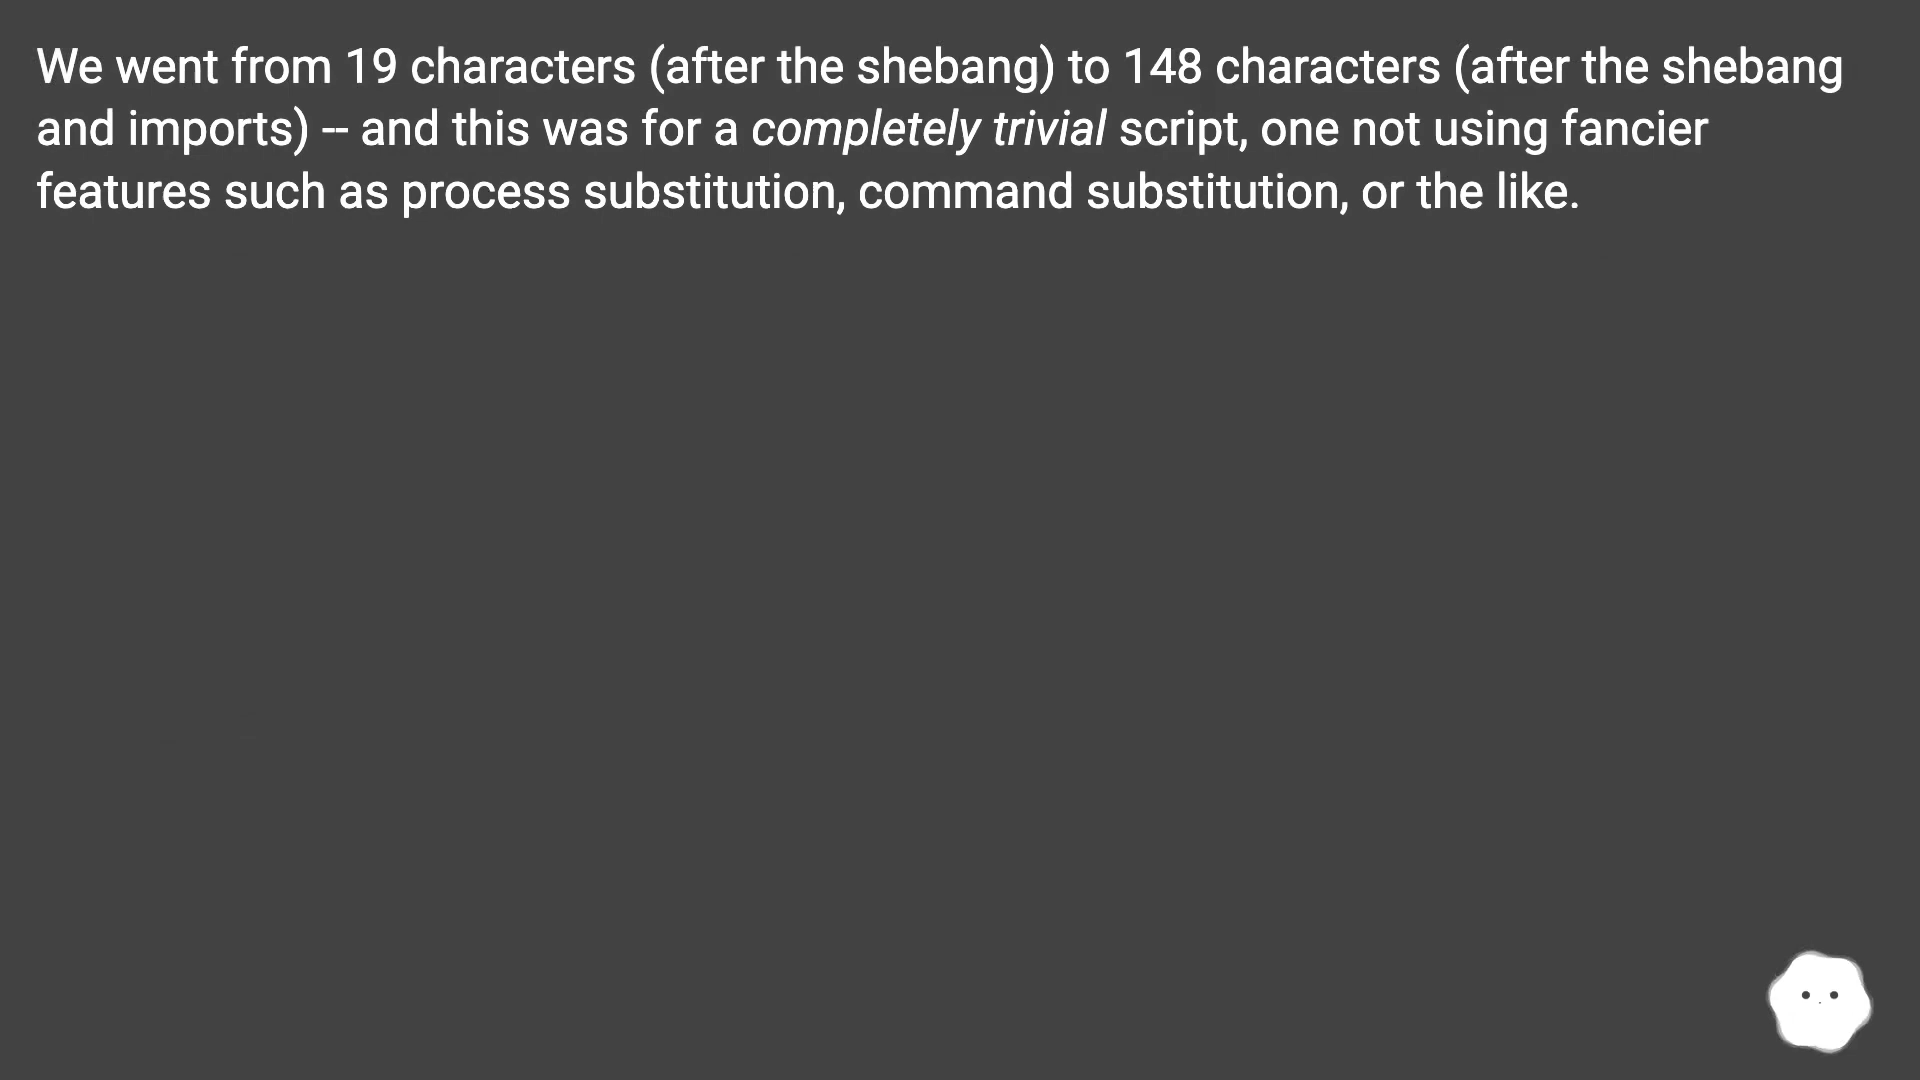 We went from 19 characters (after the shebang) to 148 characters (after the shebang
and imports) -- and this was for a completely trivial script, one not using fancier
features such as process substitution, command substitution, or the like.